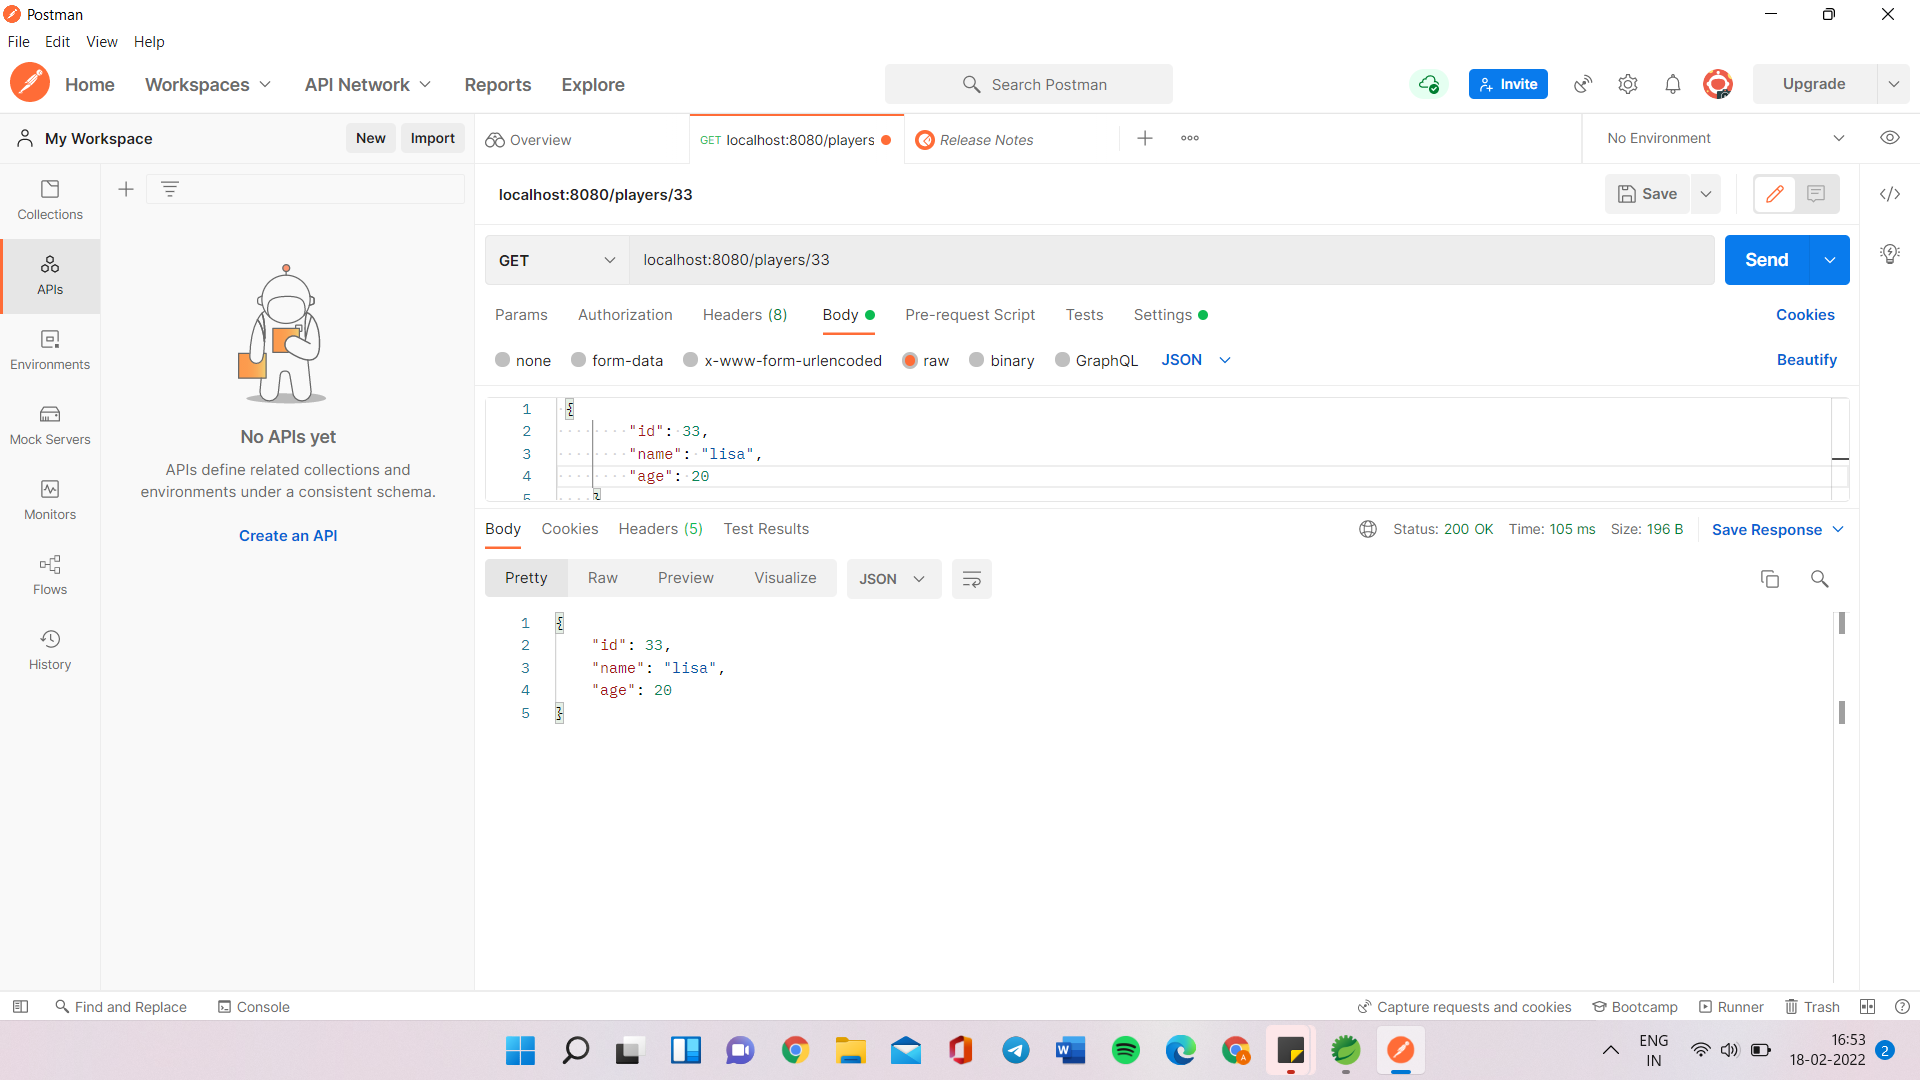 Postman
File Edit View Help
Home Workspaces API Network Reports Explore Search Postman Invite Upgrade
My Workspace New Import Overview GET localhost:8080/players Release Notes No Environment
localhost:8080/players/33 Save
Collections
APIs
Environments
Mock Servers
Monitors
Flows
History
No APIs yet
APIs define related collections and
environments under a consistent schema.
Create an API
GET localhost:8080/players/33 Send
Params Authorization Headers (8) Body Pre-request Script Tests Settings Cookies
none form-data x-www-form-urlencoded raw binary GraphQL JSON Beautify
1 {
2 "id": 33,
3 "name": "lisa",
4 "age": 20
5 }
Body Cookies Headers (5) Test Results Status: 200 OK Time: 105 ms Size: 196 B Save Response
Pretty Raw Preview Visualize JSON
1 {
2 "id": 33,
3 "name": "lisa",
4 "age": 20
5 }
Find and Replace Console Capture requests and cookies Bootcamp Runner Trash
ENG
IN
16:53
18-02-2022
2